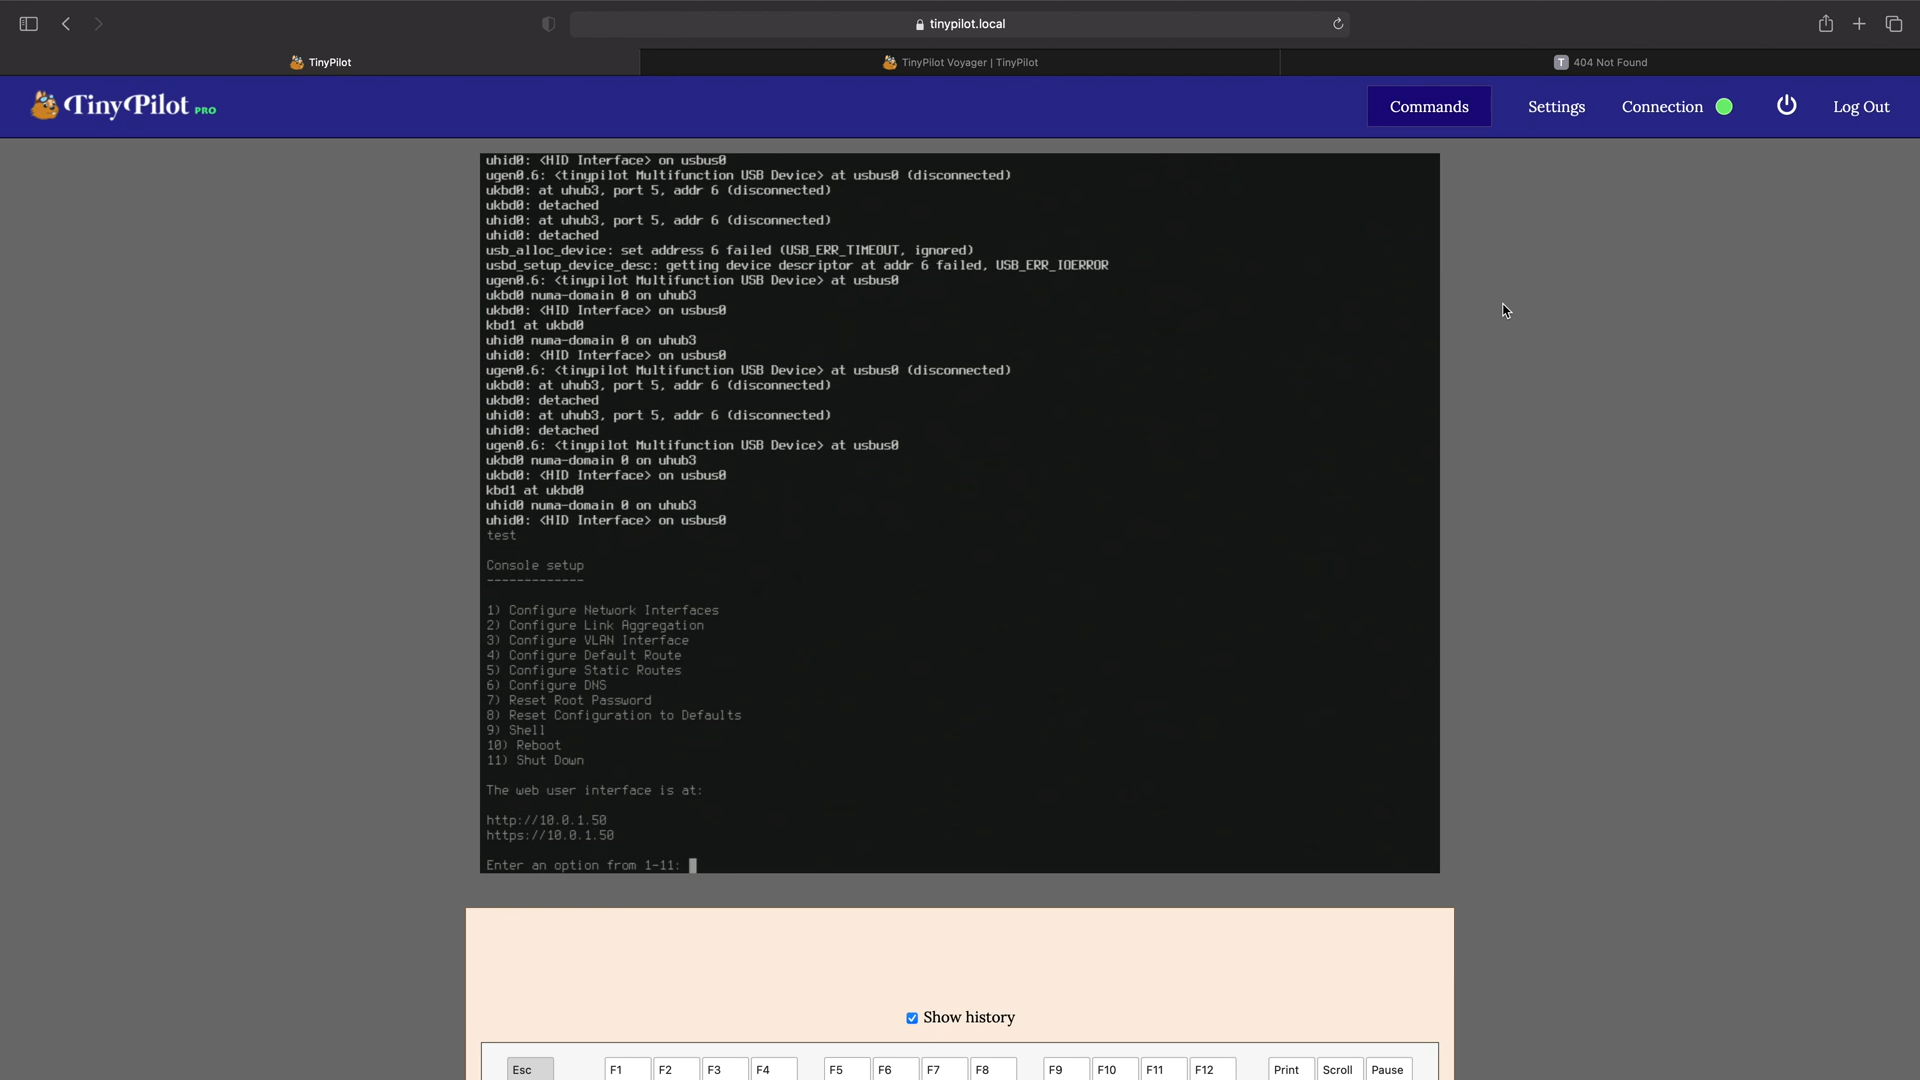 tinypilot.local
TinyPilot
TinyPilot Voyager | TinyPilot
T 404 Not Found
TinyPilot PRO
Commands
Settings
Connection
Log Out
uhid0: <HID Interface> on usbus0
ugen0.6: <tinypilot Multifunction USB Device> at usbus0 (disconnected)
ukbd0: at uhub3, port 5, addr 6 (disconnected)
ukbd0: detached
uhid0: at uhub3, port 5, addr 6 (disconnected)
uhid0: detached
usb_alloc_device: set address 6 failed (USB_ERR_TIMEOUT, ignored)
usbd_setup_device_desc: getting device descriptor at addr 6 failed, USB_ERR_IOERROR
ugen0.6: <tinypilot Multifunction USB Device> at usbus0
ukbd0 numa-domain 0 on uhub3
ukbd0: <HID Interface> on usbus0
kbd1 at ukbd0
uhid0 numa-domain 0 on uhub3
uhid0: <HID Interface> on usbus0
ugen0.6: <tinypilot Multifunction USB Device> at usbus0 (disconnected)
ukbd0: at uhub3, port 5, addr 6 (disconnected)
ukbd0: detached
uhid0: at uhub3, port 5, addr 6 (disconnected)
uhid0: detached
ugen0.6: <tinypilot Multifunction USB Device> at usbus0
ukbd0 numa-domain 0 on uhub3
ukbd0: <HID Interface> on usbus0
kbd1 at ukbd0
uhid0 numa-domain 0 on uhub3
uhid0: <HID Interface> on usbus0
test
Console setup
-------------
1) Configure Network Interfaces
2) Configure Link Aggregation
3) Configure VLAN Interface
4) Configure Default Route
5) Configure Static Routes
6) Configure DNS
7) Reset Root Password
8) Reset Configuration to Defaults
9) Shell
10) Reboot
11) Shut Down
The web user interface is at:
http://10.0.1.50
https://10.0.1.50
Enter an option from 1-11:
Show history
Esc F1 F2 F3 F4 F5 F6 F7 F8 F9 F10 F11 F12 Print Scroll Pause